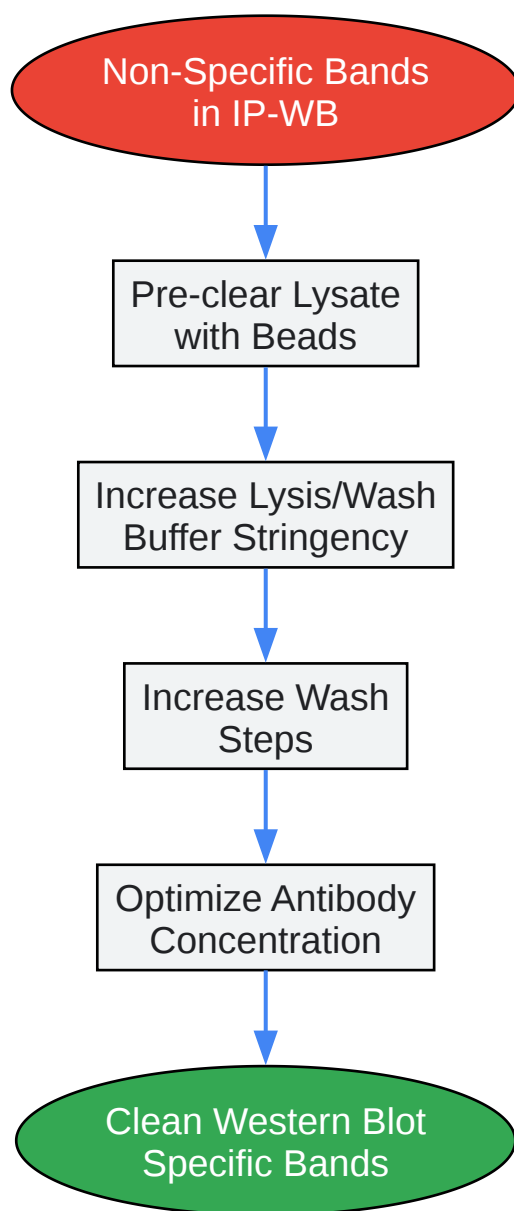 Non-Specific Bands
in IP-WB
Pre-clear Lysate
with Beads
Increase Lysis/Wash
Buffer Stringency
Increase Wash
Steps
Optimize Antibody
Concentration
Clean Western Blot
Specific Bands